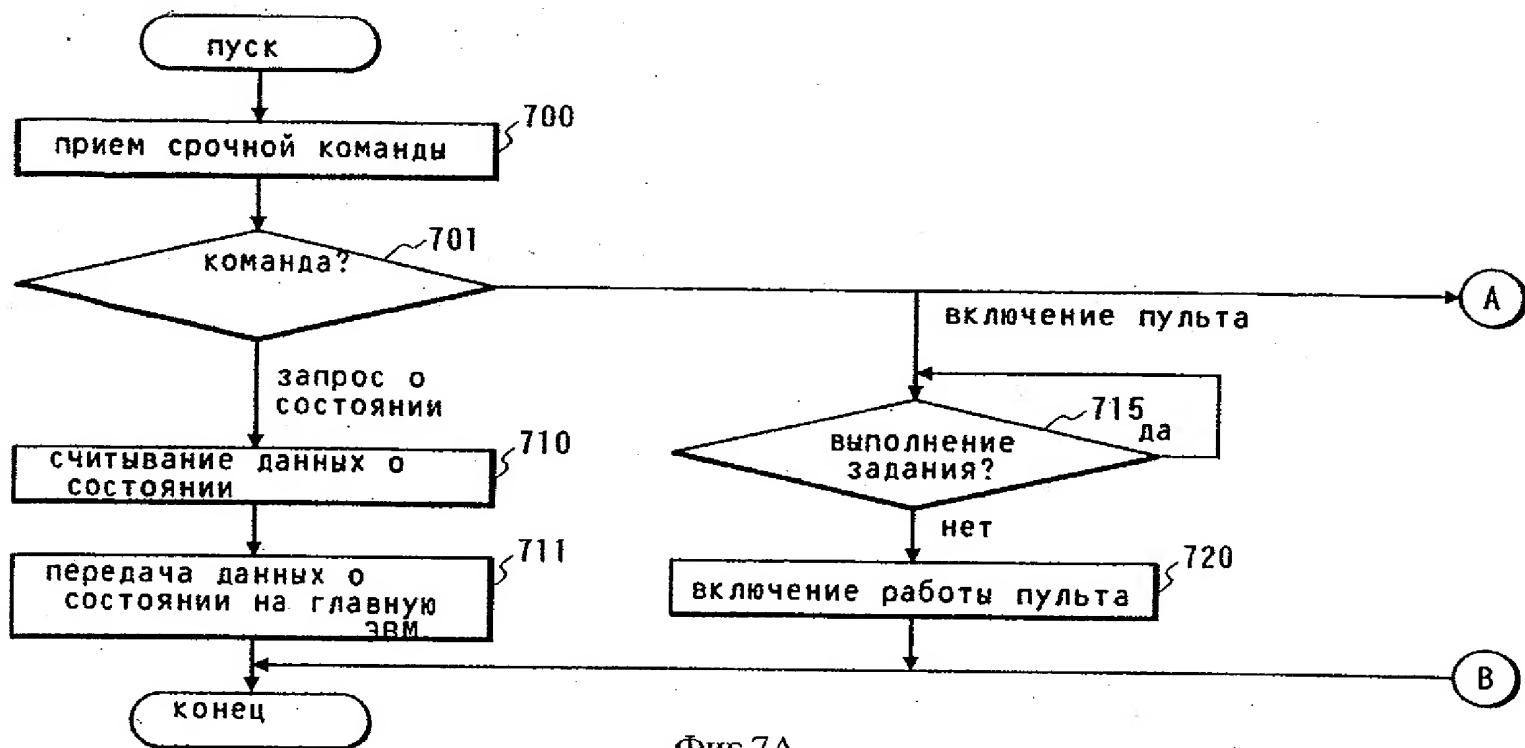 пуск
700
прием срочной команды
701
команда?
A
включение пульта
запрос о
состоянии
715
да
выполнение
задания?
710
считывание данных о
состоянии
нет
711
передача данных о
состоянии на главную
ЭВМ
720
включение работы пульта
B
конец
Фиг.7A